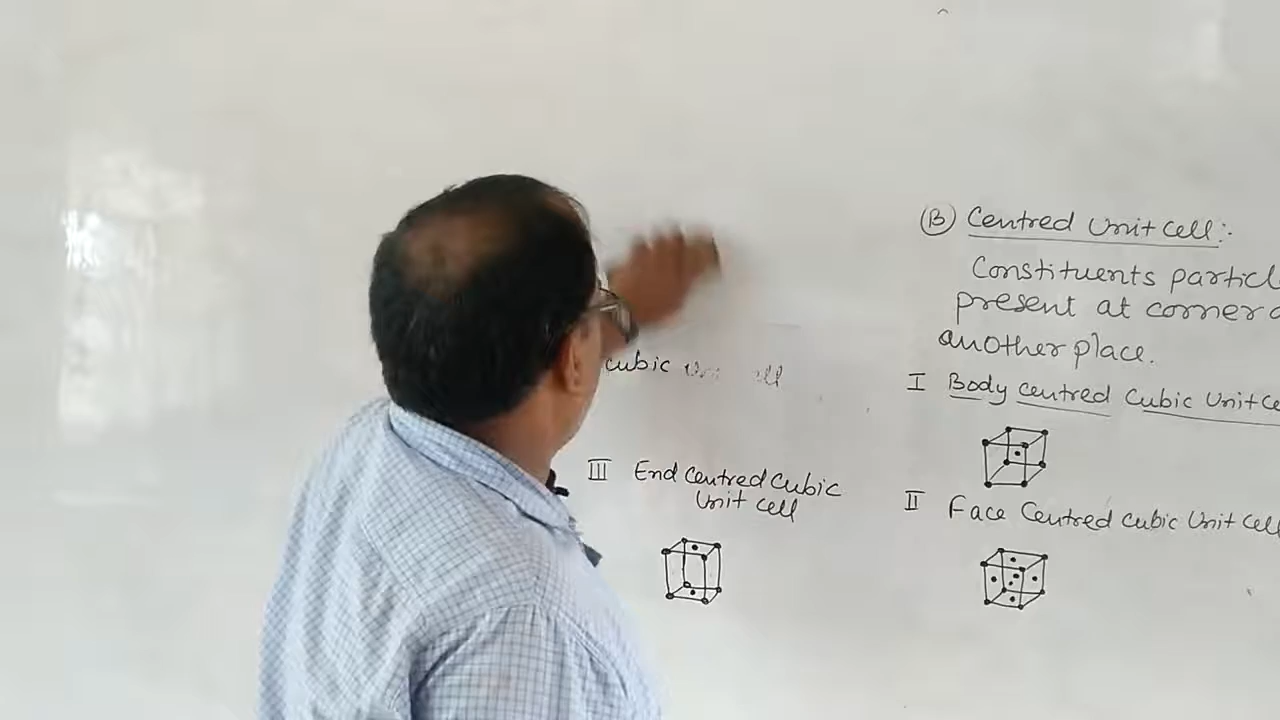 cubic
III End Centred Cubic
Unit cell
(B) Centred Unit Cell:-
Constituents particl
present at corner
another place.
I Body Centred Cubic Unit Ce
II Face Centred Cubic Unit Cell